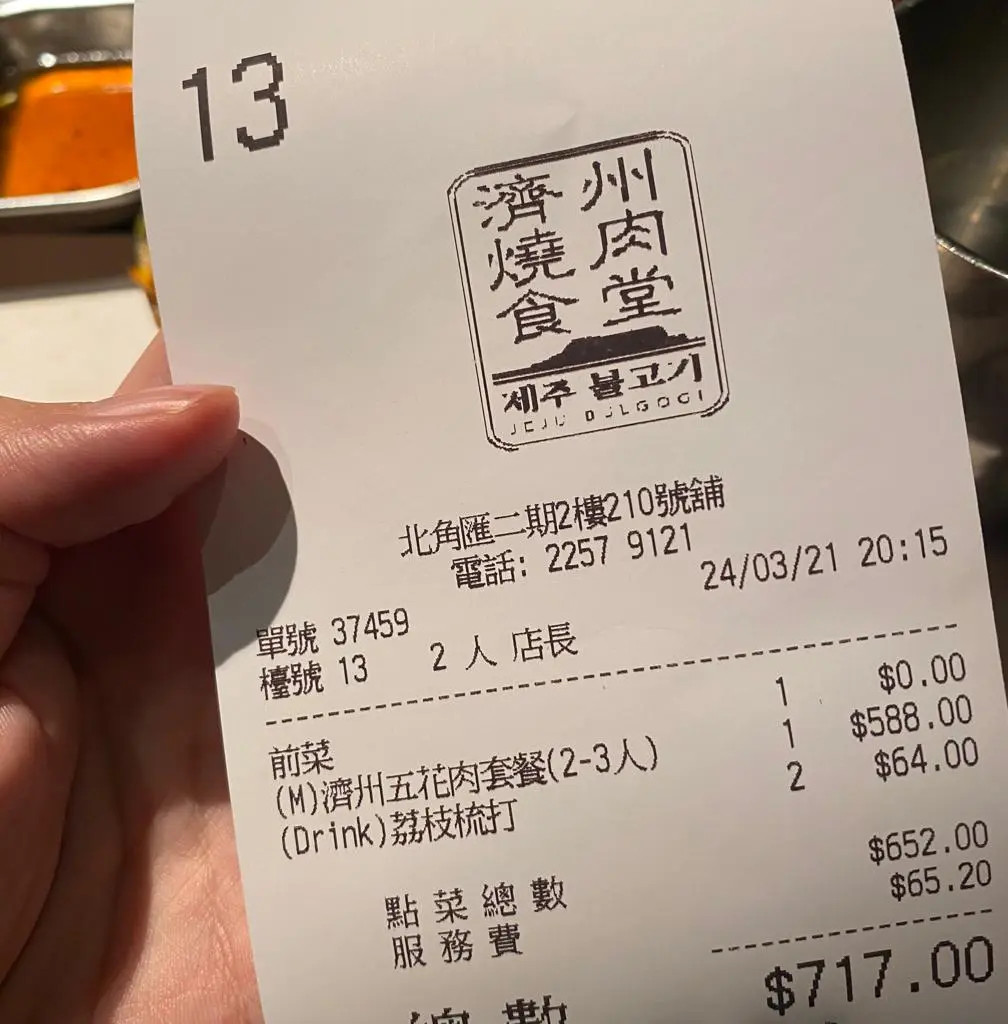 13
濟州
燒肉
食堂
제주 불고기
JEJU BULGOGI
北角匯二期2樓210號舖
電話: 2257 9121
24/03/21 20:15
單號 37459
檯號 13 2 人 店長
前菜 1 $0.00
(M)濟州五花肉套餐(2-3人) 1 $588.00
(Drink)荔枝梳打 2 $64.00
點菜總數 $652.00
服務費 $65.20
總數 $717.00